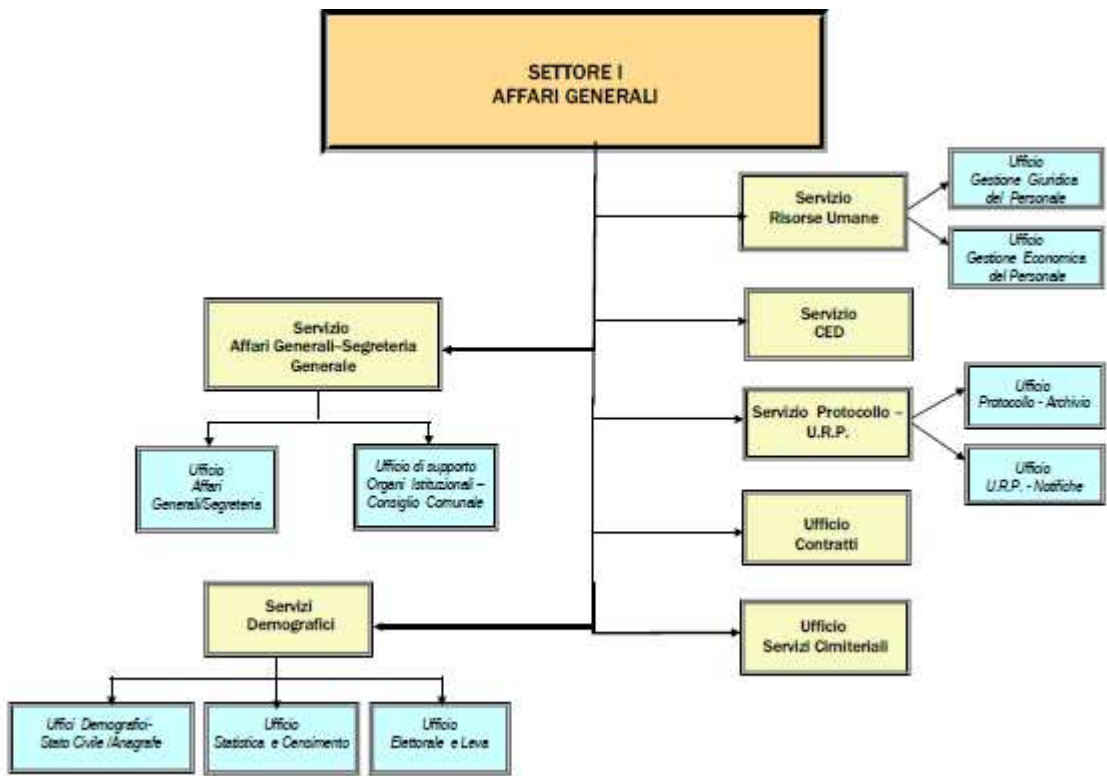 SETTORE I
AFFARI GENERALI
Servizio
Risorse Umane
Ufficio
Gestione Giuridica
del Personale
Ufficio
Gestione Economica
del Personale
Servizio
Affari Generali–Segreteria
Generale
Servizio
CED
Ufficio
Affari
Generali/Segreteria
Ufficio di supporto
Organi Istituzionali –
Consiglio Comunale
Servizio Protocollo –
U.R.P.
Ufficio
Protocollo - Archivio
Ufficio
U.R.P. - Notifiche
Ufficio
Contratti
Servizi
Demografici
Ufficio
Servizi Cimiteriali
Uffici Demografici-
Stato Civile /Anagrafe
Ufficio
Statistica e Censimento
Ufficio
Elettorale e Leva